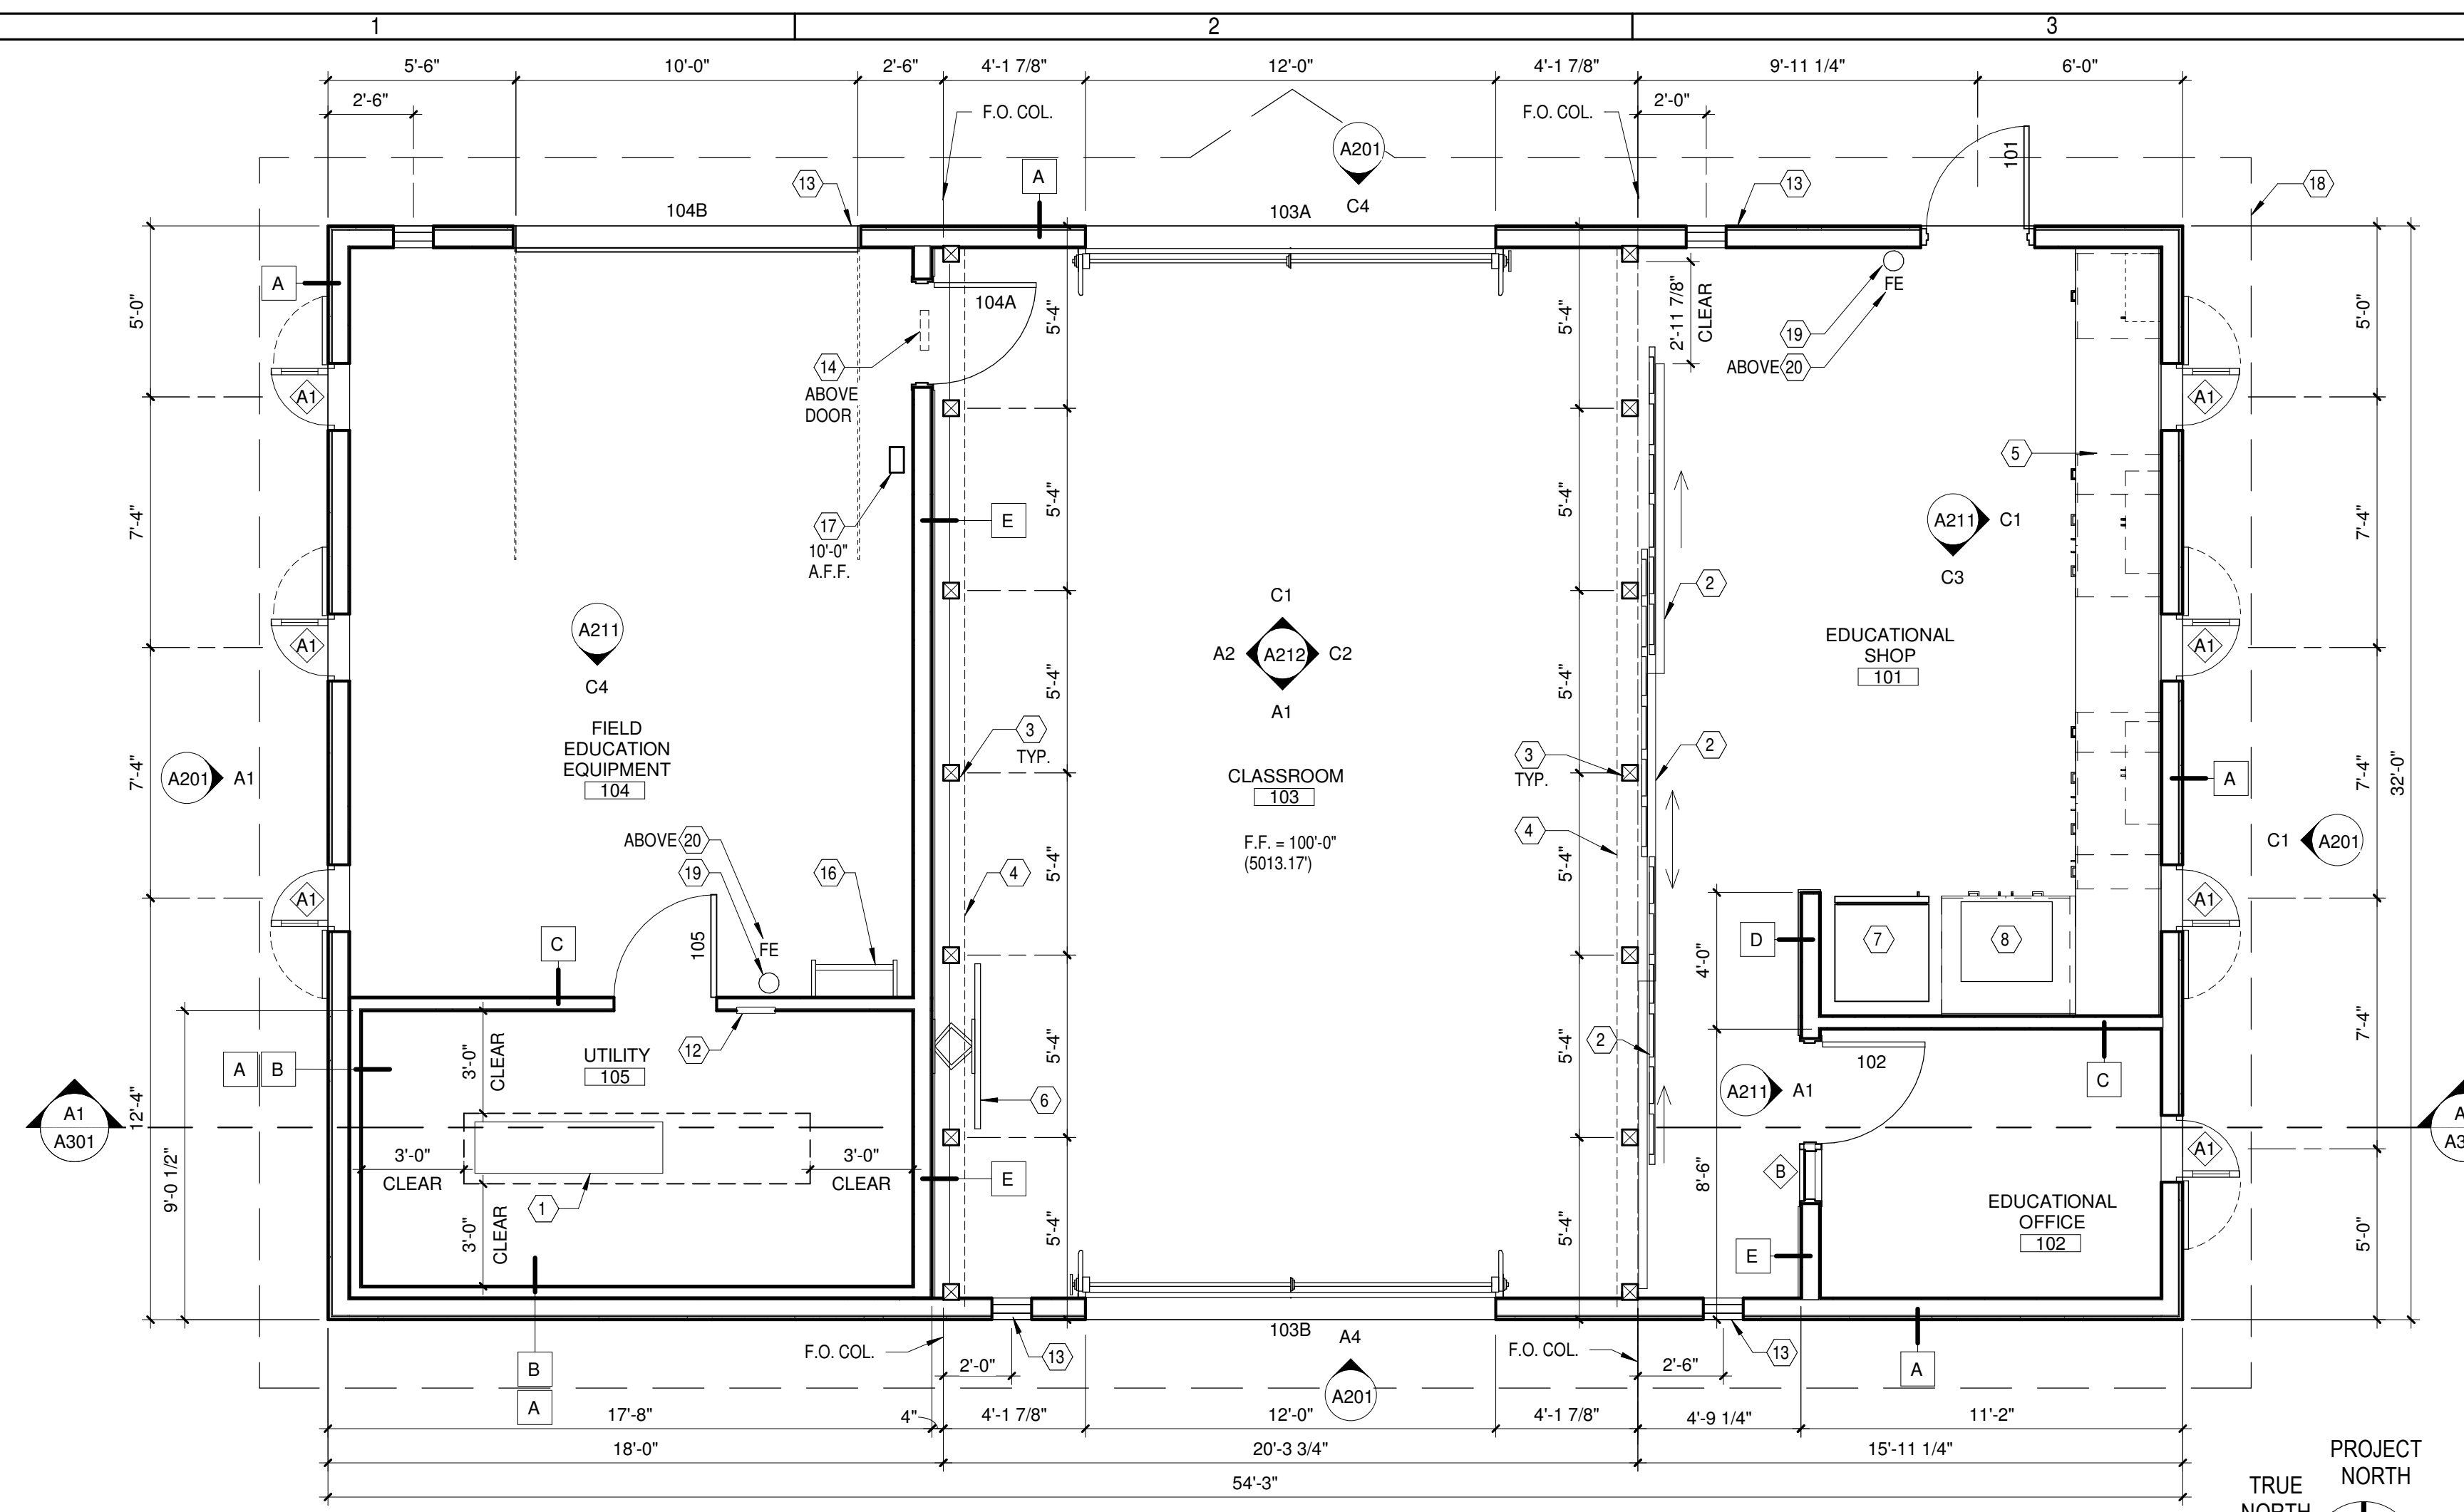 1
2
3
5'-6"
10'-0"
2'-6"
4'-1 7/8"
12'-0"
4'-1 7/8"
9'-11 1/4"
6'-0"
2'-6"
2'-0"
F.O. COL.
F.O. COL.
A201
C4
101
13
A
13
18
104B
103A
A
FE
5'-0"
5'-4"
5'-4"
2'-11 7/8"
CLEAR
5'-0"
104A
14
ABOVE
DOOR
19
ABOVE 20
A1
A1
5
7'-4"
5'-4"
5'-4"
7'-4"
17
10'-0"
A.F.F.
E
A211
C1
C3
2
A211
C4
C1
A2
A212
C2
A1
A1
A1
EDUCATIONAL
SHOP
101
5'-4"
5'-4"
FIELD
EDUCATION
EQUIPMENT
104
3
TYP.
3
TYP.
2
A201
A1
7'-4"
CLASSROOM
103
F.F. = 100'-0"
(5013.17')
A
7'-4"
32'-0"
C1
A201
ABOVE 20
19
16
4
4
5'-4"
5'-4"
A1
A1
C
105
FE
D
4'-0"
7
8
12
UTILITY
105
A
B
3'-0"
CLEAR
5'-4"
5'-4"
2
7'-4"
102
C
A1
A301
12'-4"
6
A211
A1
A
A3
9'-0 1/2"
3'-0"
CLEAR
3'-0"
CLEAR
1
3'-0"
CLEAR
E
8'-6"
B
A1
5'-4"
5'-4"
EDUCATIONAL
OFFICE
102
5'-0"
E
103B
A4
A201
F.O. COL.
F.O. COL.
2'-0"
13
2'-6"
13
A
B
A
17'-8"
4"
4'-1 7/8"
12'-0"
4'-1 7/8"
4'-9 1/4"
11'-2"
18'-0"
20'-3 3/4"
15'-11 1/4"
54'-3"
PROJECT
NORTH
TRUE
NORTH